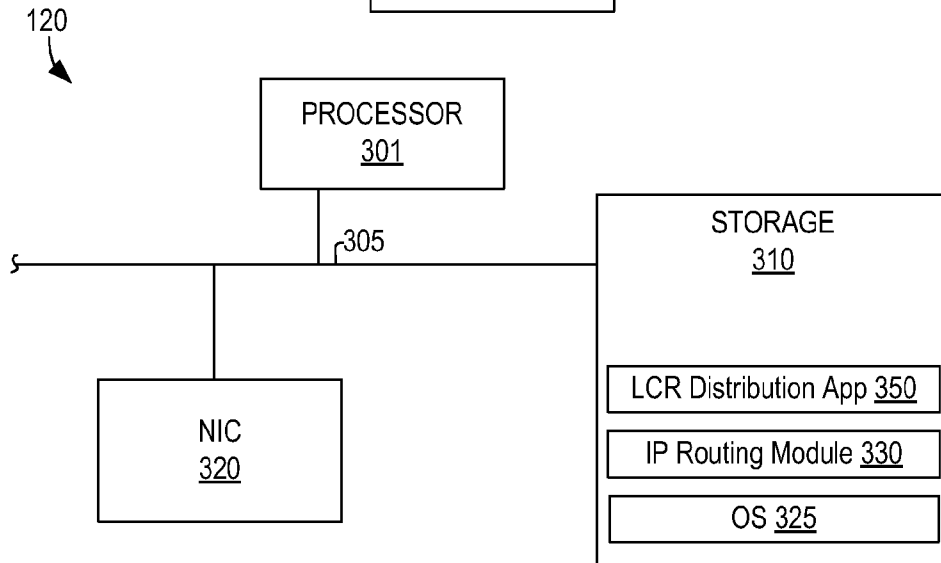 120
PROCESSOR
301
305
STORAGE
310
LCR Distribution App 350
NIC
320
IP Routing Module 330
OS 325